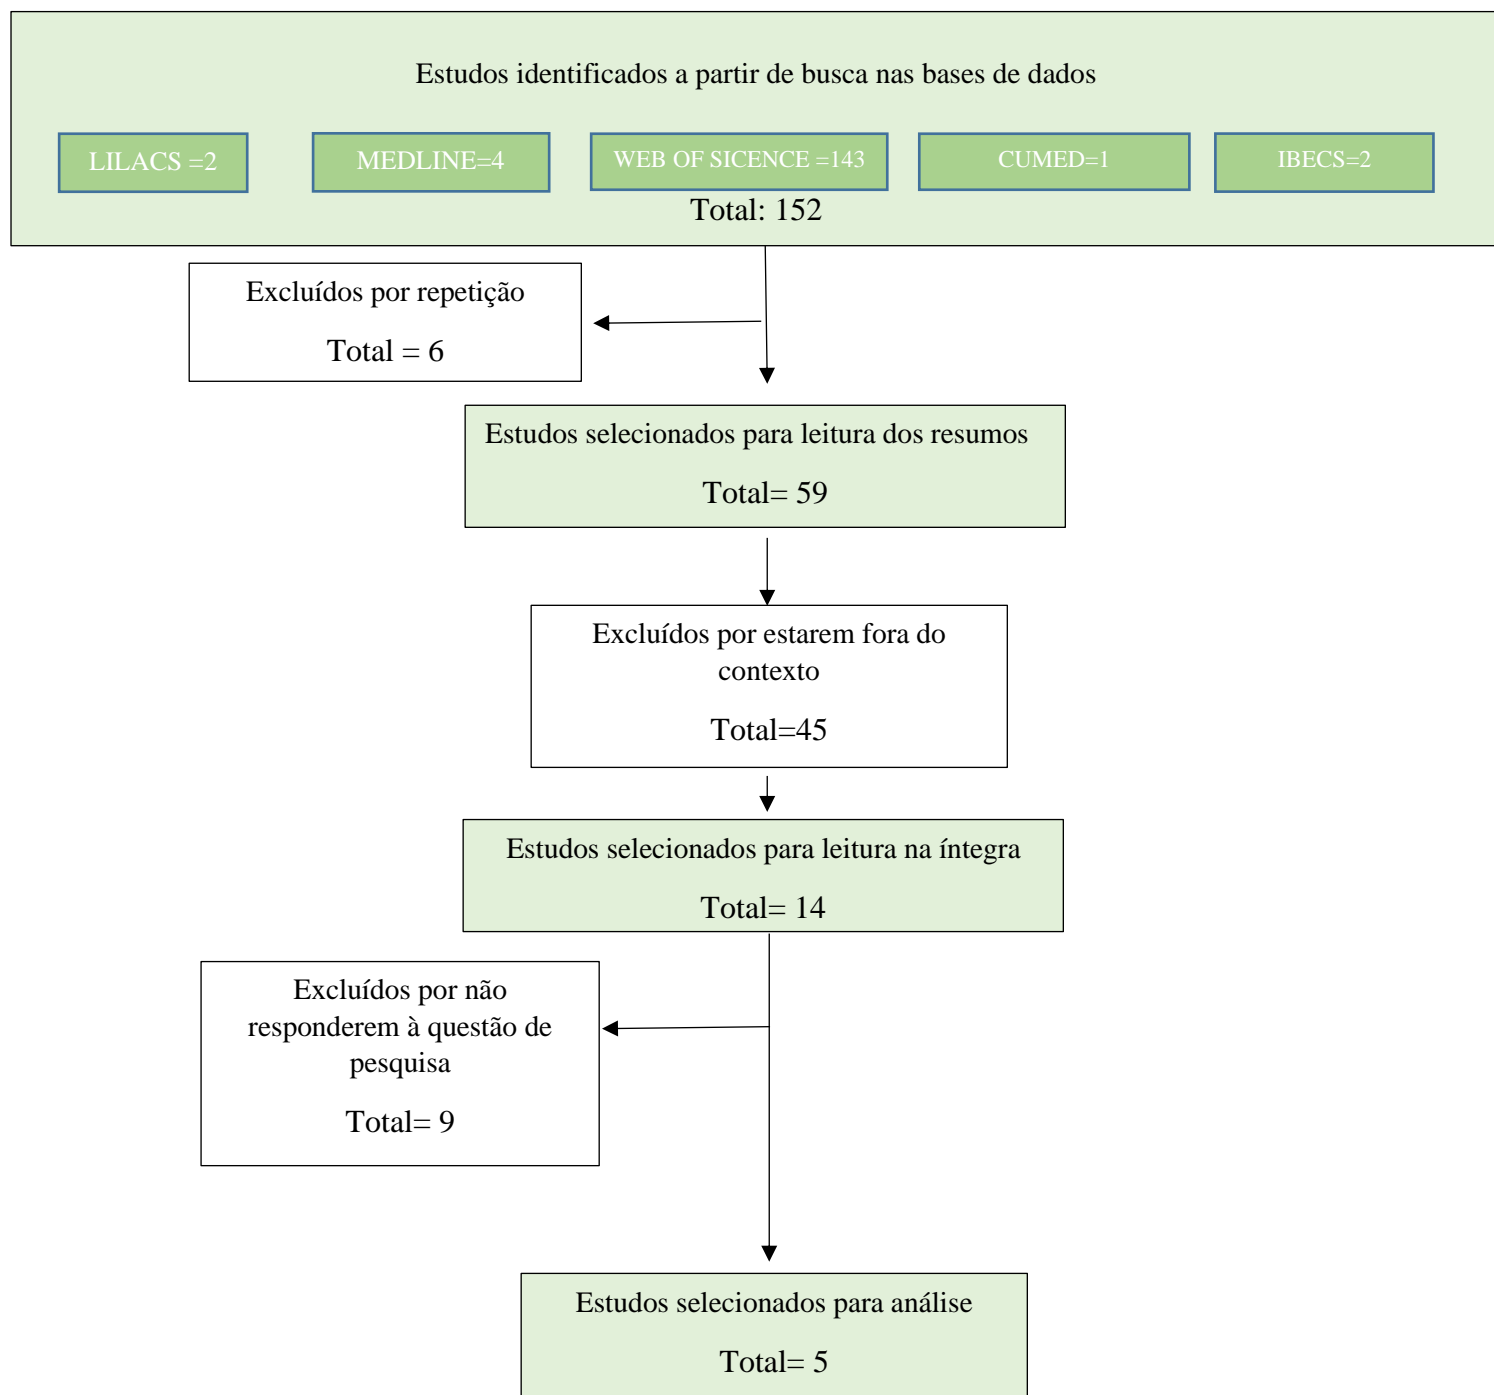 Estudos identificados a partir de busca nas bases de dados
LILACS =2
MEDLINE=4
WEB OF SICENCE =143
CUMED=1
IBECS=2
Total: 152
Excluídos por repetição
Total = 6
Estudos selecionados para leitura dos resumos
Total= 59
Excluídos por estarem fora do
contexto
Total=45
Estudos selecionados para leitura na íntegra
Total= 14
Excluídos por não
responderem à questão de
pesquisa
Total= 9
Estudos selecionados para análise
Total= 5